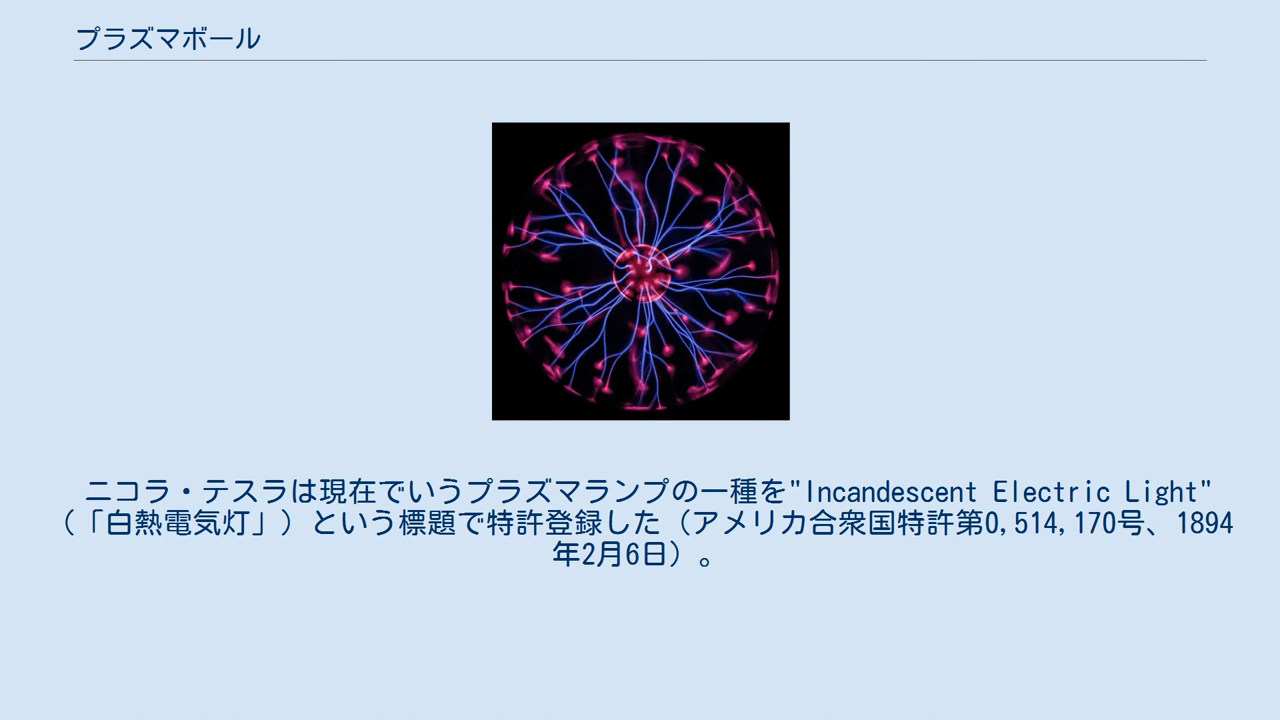 プラズマボール
ニコラ・テスラは現在でいうプラズマランプの一種を"Incandescent Electric Light"
（「白熱電気灯」）という標題で特許登録した（アメリカ合衆国特許第0,514,170号、1894
年2月6日）。